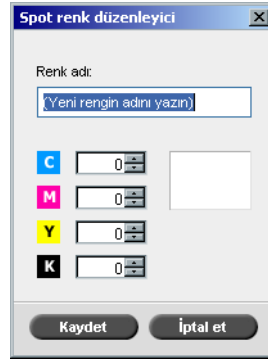 Spot renk düzenleyici
Renk adı:
(Yeni rengin adını yazın)
C 0
M 0
Y 0
K 0
Kaydet İptal et